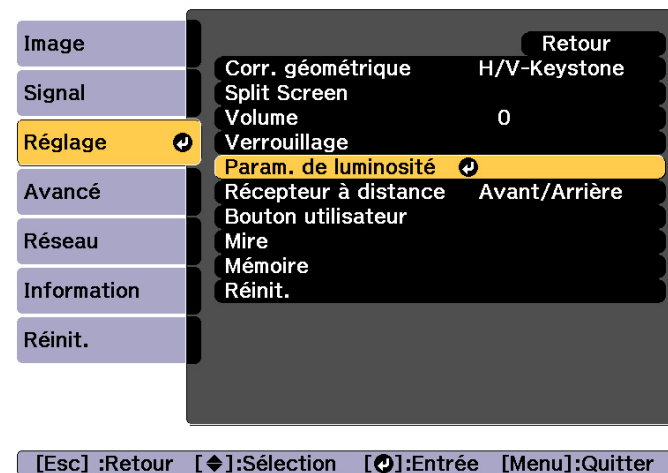 Image
Signal
Réglage
Avancé
Réseau
Information
Réinit.
Retour
Corr. géométrique H/V-Keystone
Split Screen
Volume 0
Verrouillage
Param. de luminosité
Récepteur à distance Avant/Arrière
Bouton utilisateur
Mire
Mémoire
Réinit.
[Esc] :Retour [◆]:Sélection [⏎]:Entrée [Menu]:Quitter